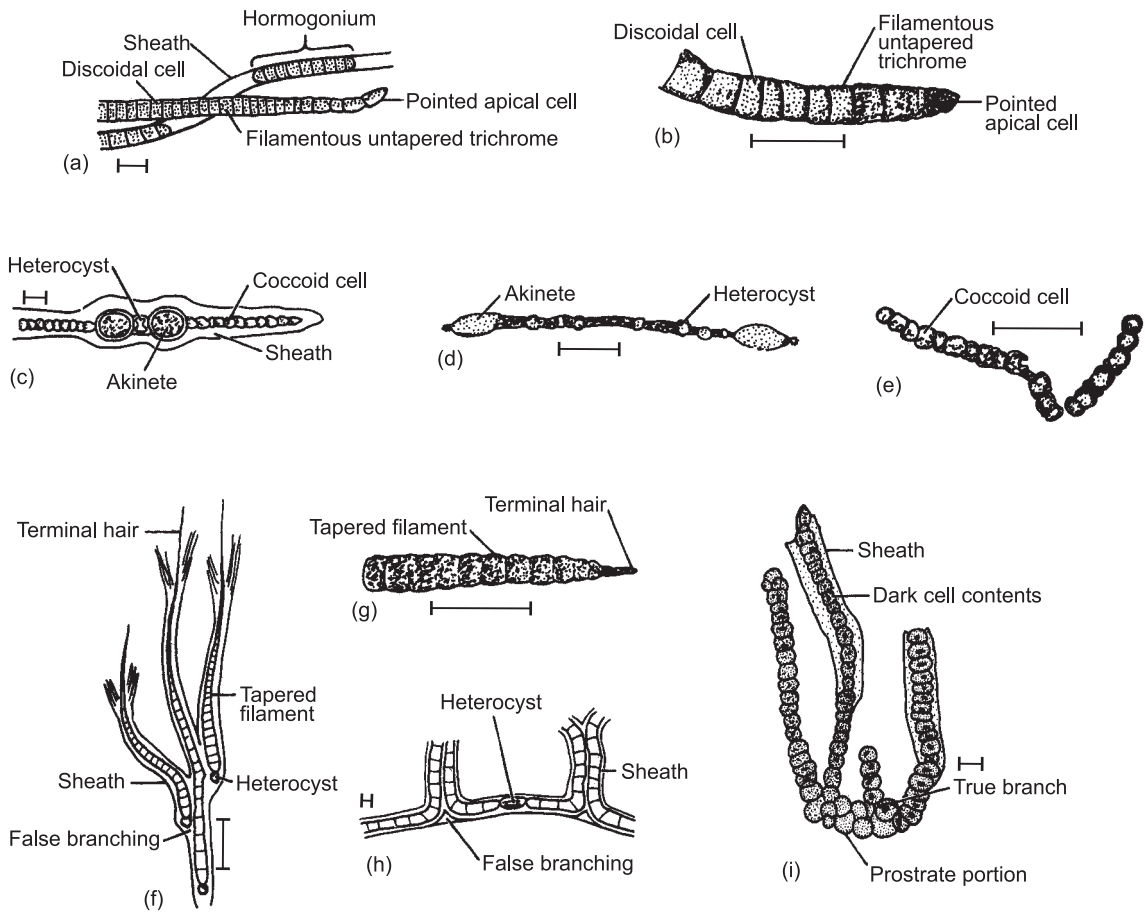 Hormogonium
Sheath
Discoidal cell
Pointed apical cell
Filamentous untapered trichrome
(a)
Discoidal cell
Filamentous
untapered
trichrome
Pointed
apical cell
(b)
Heterocyst
Coccoid cell
Sheath
Akinete
(c)
Akinete
Heterocyst
(d)
Coccoid cell
(e)
Terminal hair
Tapered
filament
Sheath
Heterocyst
False branching
(f)
Terminal hair
Tapered filament
(g)
Heterocyst
Sheath
False branching
(h)
Sheath
Dark cell contents
True branch
Prostrate portion
(i)